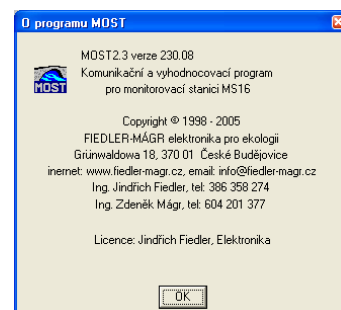 O programu MOST
MOST2.3 verze 230.08
Komunikační a vyhodnocovací program
pro monitorovací stanici MS16
MOST
Copyright © 1998 - 2005
FIEDLER-MÁGR elektronika pro ekologii
Grünwaldova 18, 370 01 České Budějovice
inernet: www.fiedler-magr.cz, email: info@fiedler-magr.cz
Ing. Jindřich Fiedler, tel: 386 358 274
Ing. Zdeněk Mágr, tel: 604 201 377
Licence: Jindřich Fiedler, Elektronika
OK